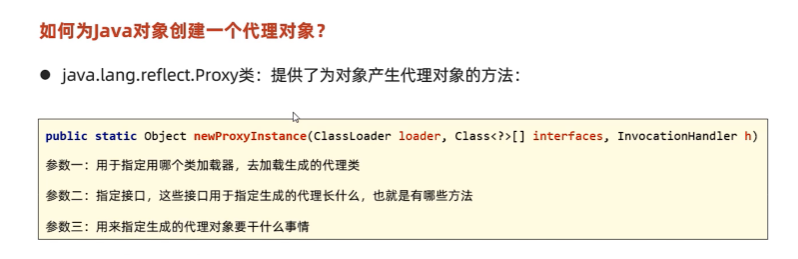 如何为Java对象创建一个代理对象？
● java.lang.reflect.Proxy类：提供了为对象产生代理对象的方法：
public static Object newProxyInstance(ClassLoader loader, Class<?>[] interfaces, InvocationHandler h)
参数一：用于指定用哪个类加载器，去加载生成的代理类
参数二：指定接口，这些接口用于指定生成的代理长什么，也就是有哪些方法
参数三：用来指定生成的代理对象要干什么事情